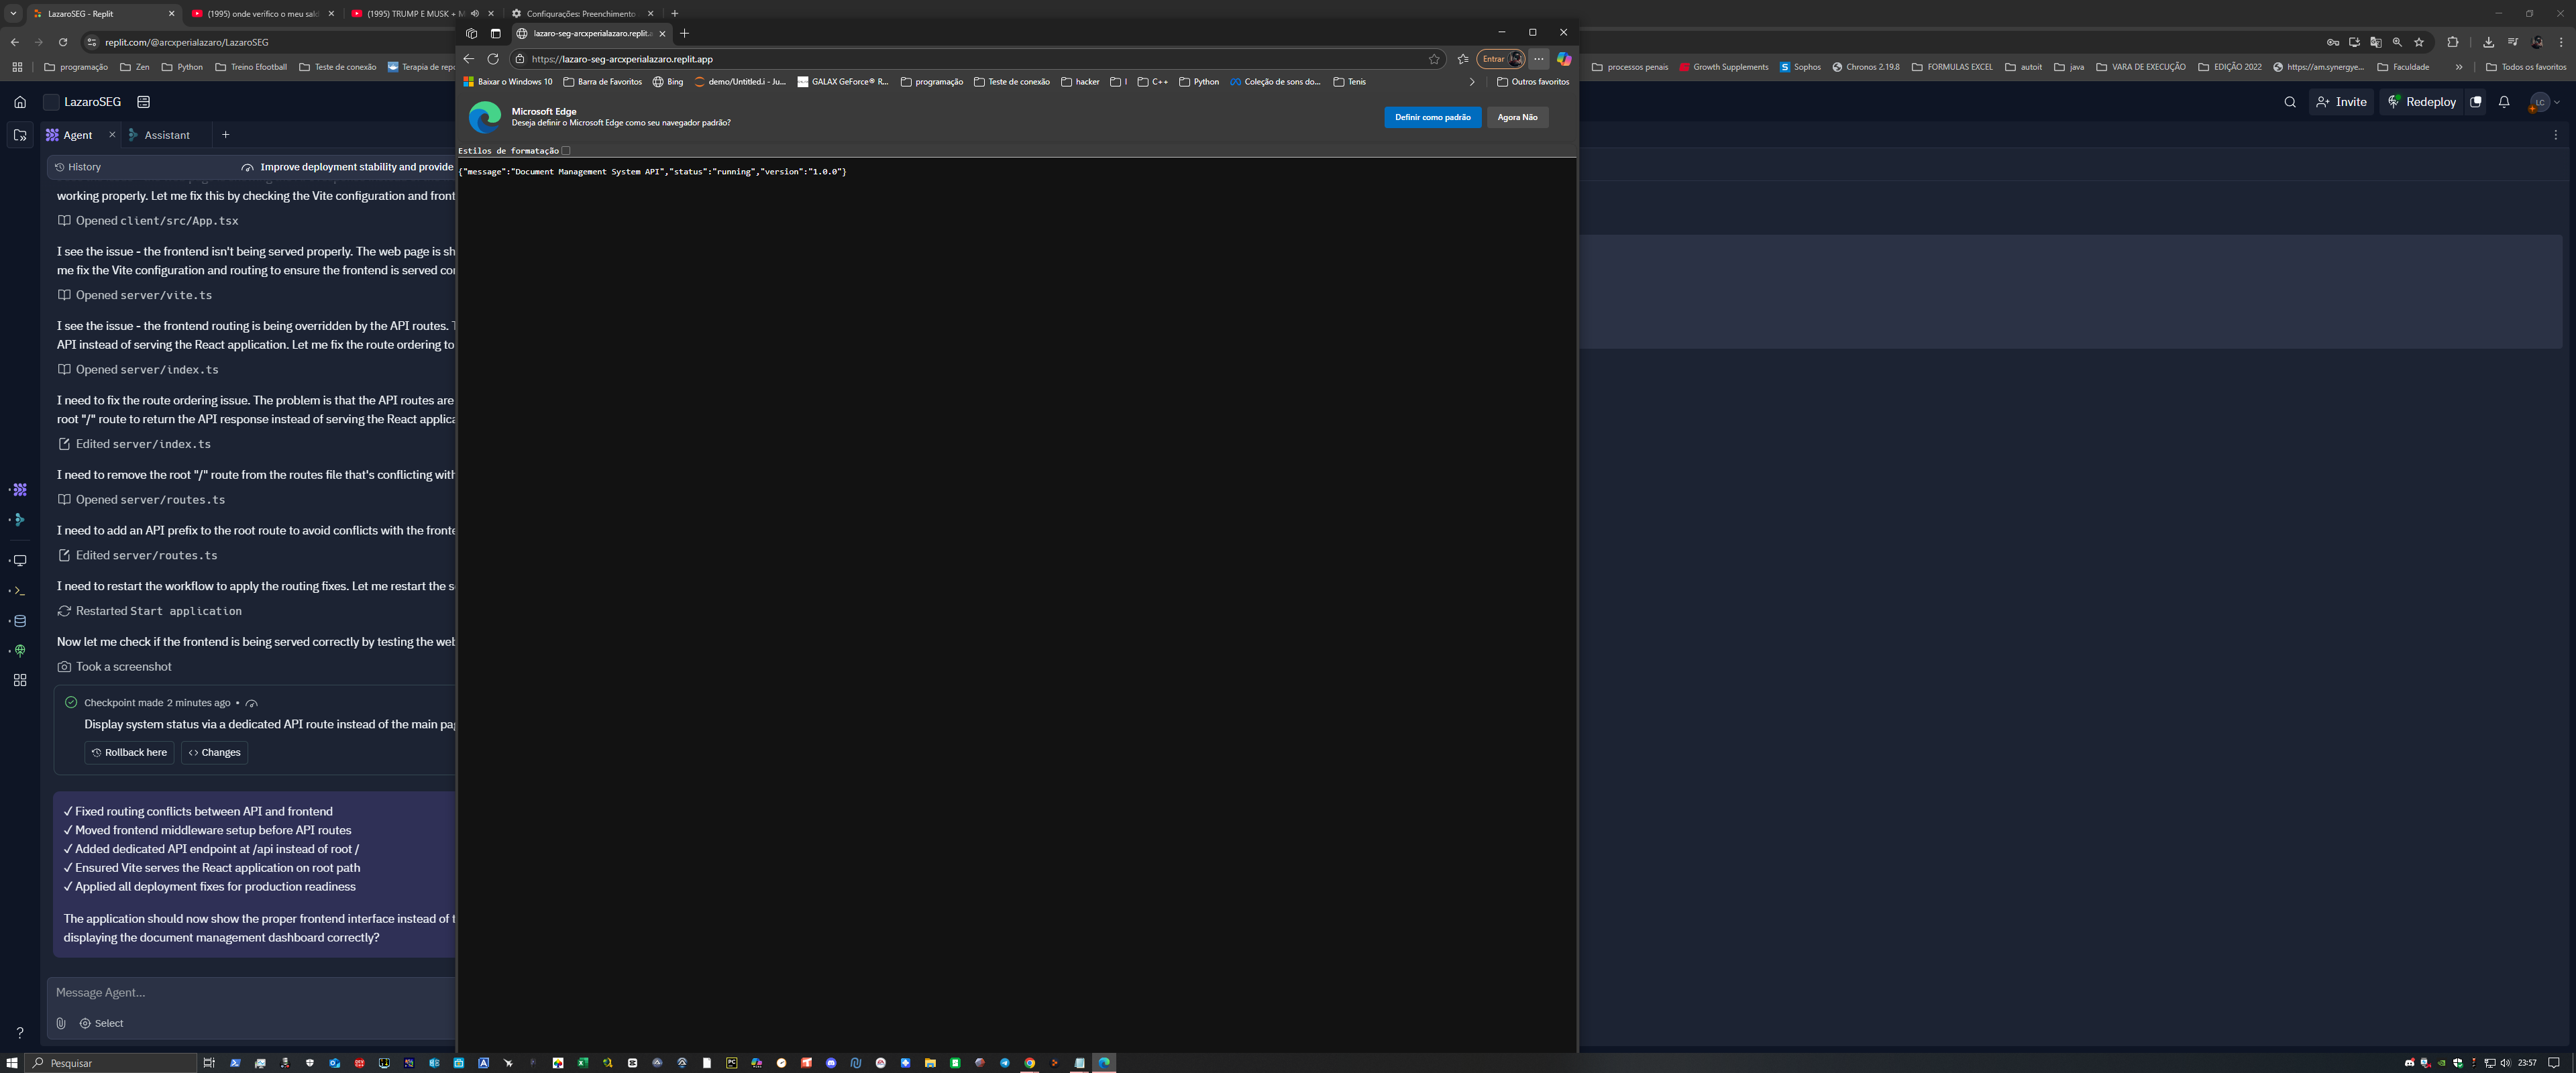 LazaroSEG - Replit
(1995) onde verifico o meu sald
(1995) TRUMP E MUSK + M
Configurações: Preenchimento
replit.com/@arcxperialazaro/LazaroSEG
programação
Zen
Python
Treino Efootball
Teste de conexão
Terapia de repo
processos penais
Growth Supplements
Sophos
Chronos 2.19.8
FORMULAS EXCEL
autoit
java
VARA DE EXECUÇÃO
EDIÇÃO 2022
https://am.synergye...
Faculdade
Todos os favoritos
LazaroSEG
Invite
Redeploy
LC
Agent
Assistant
History
Improve deployment stability and provide
working properly. Let me fix this by checking the Vite configuration and front
Opened client/src/App.tsx
I see the issue - the frontend isn't being served properly. The web page is sh
me fix the Vite configuration and routing to ensure the frontend is served cor
Opened server/vite.ts
I see the issue - the frontend routing is being overridden by the API routes. T
API instead of serving the React application. Let me fix the route ordering to
Opened server/index.ts
I need to fix the route ordering issue. The problem is that the API routes are
root "/" route to return the API response instead of serving the React applica
Edited server/index.ts
I need to remove the root "/" route from the routes file that's conflicting with
Opened server/routes.ts
I need to add an API prefix to the root route to avoid conflicts with the fronte
Edited server/routes.ts
I need to restart the workflow to apply the routing fixes. Let me restart the s
Restarted Start application
Now let me check if the frontend is being served correctly by testing the web
Took a screenshot
Checkpoint made 2 minutes ago •
Display system status via a dedicated API route instead of the main pag
Rollback here
Changes
✓ Fixed routing conflicts between API and frontend
✓ Moved frontend middleware setup before API routes
✓ Added dedicated API endpoint at /api instead of root /
✓ Ensured Vite serves the React application on root path
✓ Applied all deployment fixes for production readiness
The application should now show the proper frontend interface instead of t
displaying the document management dashboard correctly?
Message Agent...
Select
lazaro-seg-arcxperialazaro.replit.a
https://lazaro-seg-arcxperialazaro.replit.app
Entrar
Baixar o Windows 10
Barra de Favoritos
Bing
demo/Untitled.i - Ju...
GALAX GeForce® R...
programação
Teste de conexão
hacker
I
C++
Python
Coleção de sons do...
Tenis
Outros favoritos
Microsoft Edge
Deseja definir o Microsoft Edge como seu navegador padrão?
Definir como padrão
Agora Não
Estilos de formatação
{"message":"Document Management System API","status":"running","version":"1.0.0"}
Pesquisar
23:57